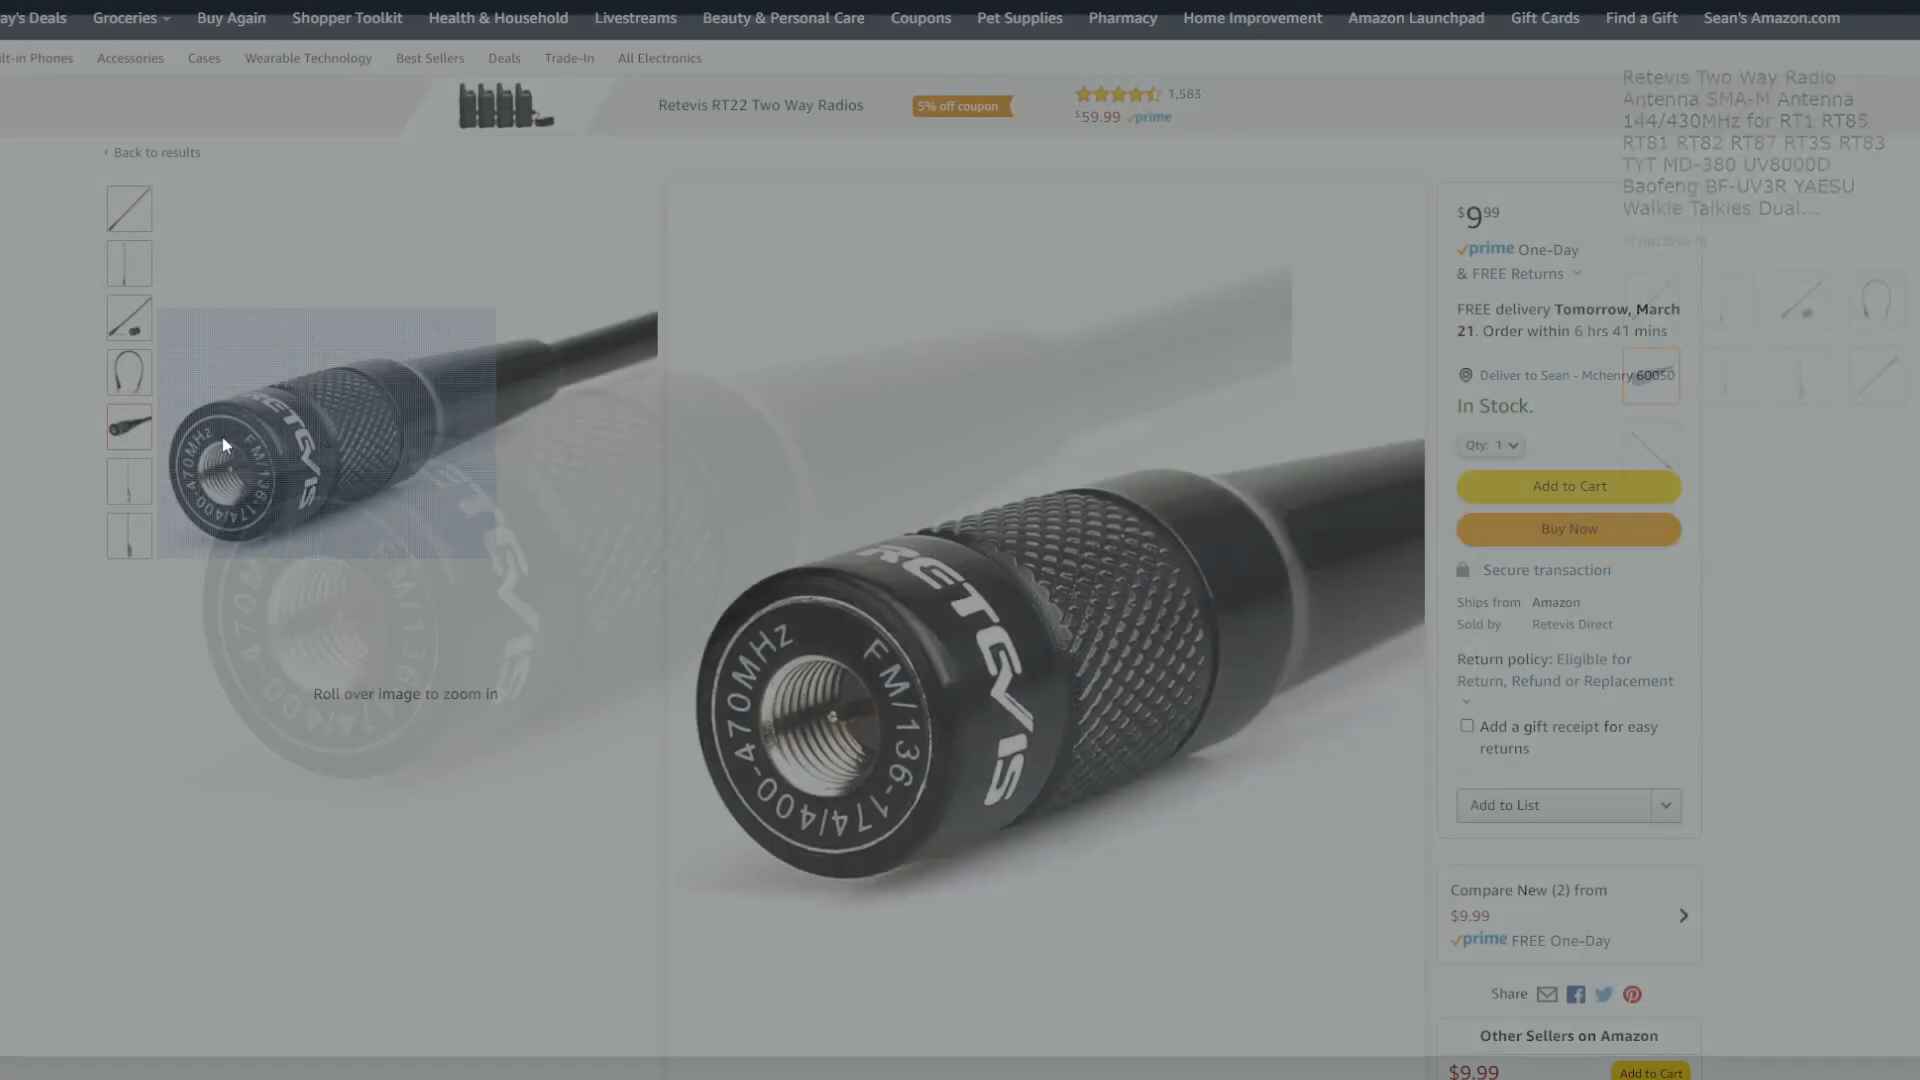 ay's Deals
Groceries
Buy Again
Shopper Toolkit
Health & Household
Livestreams
Beauty & Personal Care
Coupons
Pet Supplies
Pharmacy
Home Improvement
Amazon Launchpad
Gift Cards
Find a Gift
Sean's Amazon.com
lt-in Phones
Accessories
Cases
Wearable Technology
Best Sellers
Deals
Trade-In
All Electronics
Retevis RT22 Two Way Radios
5% off coupon
1,583
$59.99 prime
Retevis Two Way Radio
Antenna SMA-M Antenna
144/430MHz for RT1 RT85
RT81 RT82 RT87 RT3S RT83
TYT MD-380 UV8000D
Baofeng BF-UV3R YAESU
Walkie Talkies Dual...
‹ Back to results
RETEVIS
FM/136-174/400-470MHz
Roll over image to zoom in
RETEVIS
FM/136-174/400-470MHz
$9.99
prime One-Day
& FREE Returns
FREE delivery Tomorrow, March
21. Order within 6 hrs 41 mins
Deliver to Sean - Mchenry 60050
In Stock.
Qty: 1
Add to Cart
Buy Now
Secure transaction
Ships from Amazon
Sold by Retevis Direct
Return policy: Eligible for
Return, Refund or Replacement
Add a gift receipt for easy
returns
Add to List
Compare New (2) from
$9.99
prime FREE One-Day
Share
Other Sellers on Amazon
$9.99
Add to Cart